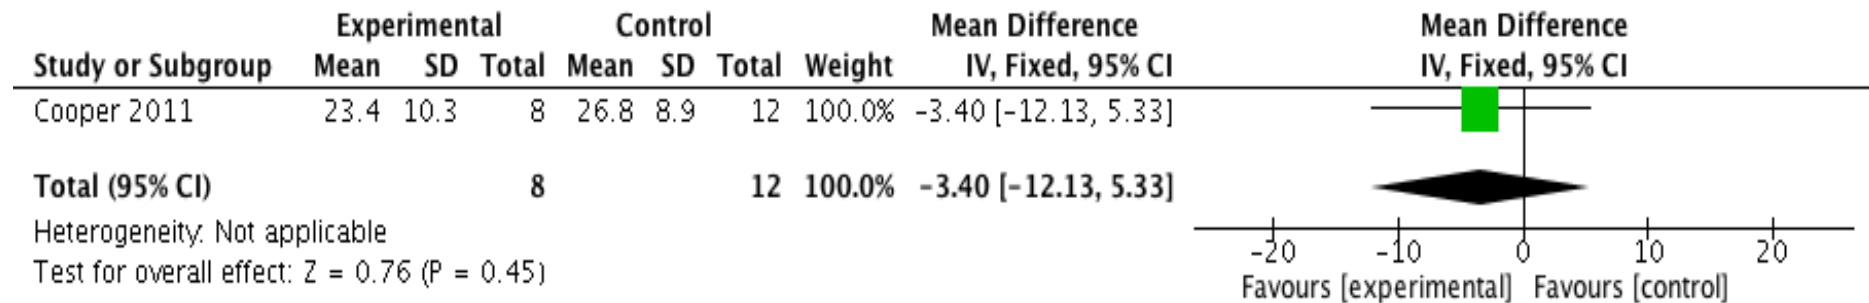 Experimental Control Mean Difference Mean Difference
Study or Subgroup Mean SD Total Mean SD Total Weight IV, Fixed, 95% CI IV, Fixed, 95% CI
Cooper 2011 23.4 10.3 8 26.8 8.9 12 100.0% -3.40 [-12.13, 5.33]
Total (95% CI) 8 12 100.0% -3.40 [-12.13, 5.33]
Heterogeneity: Not applicable
Test for overall effect: Z = 0.76 (P = 0.45)
-20 -10 0 10 20
Favours [experimental] Favours [control]